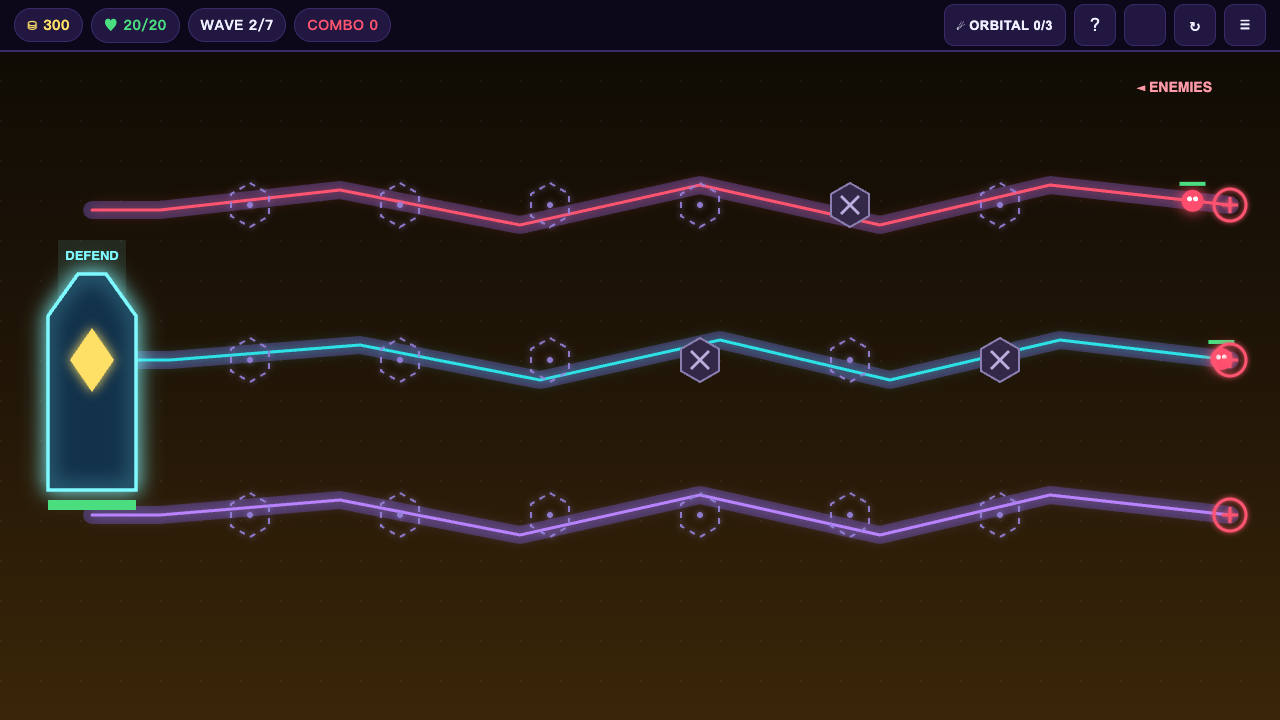 300
20/20
WAVE 2/7
COMBO 0
ORBITAL 0/3
?
ENEMIES
DEFEND